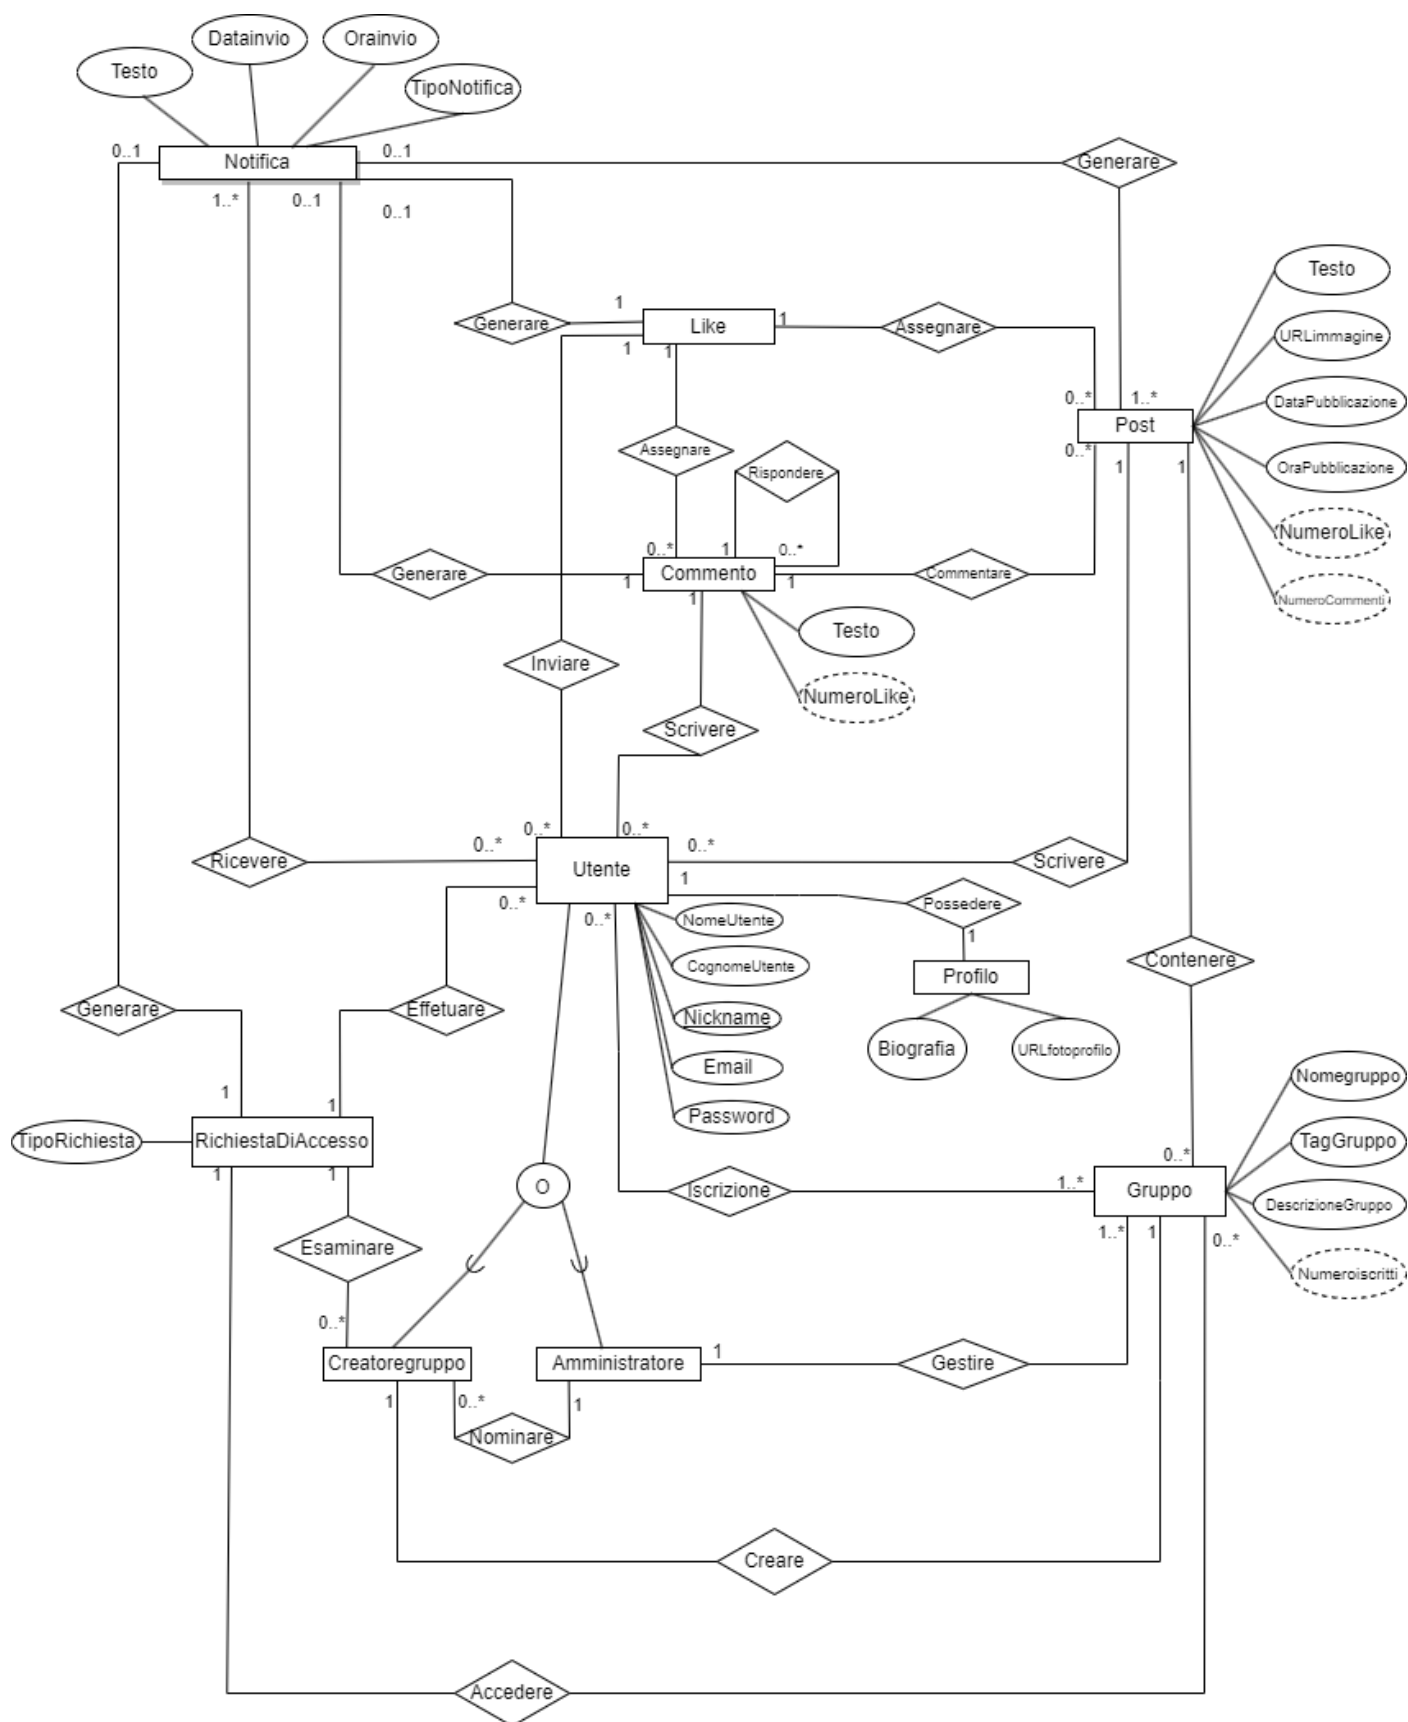 Datainvio
Orainvio
Testo
TipoNotifica
0..1
Notifica
0..1
Generare
1..*
0..1
0..1
Testo
1
Generare
Like
1
Assegnare
URLimmagine
1
1
0..*
1..*
DataPubblicazione
Post
Assegnare
Rispondere
0..*
1
1
OraPubblicazione
NumeroLike
0..*
1
0..*
Generare
1
Commento
1
Commentare
1
NumeroCommenti
Testo
Inviare
NumeroLike
Scrivere
0..*
0..*
0..*
0..*
Ricevere
Utente
Scrivere
1
0..*
0..*
NomeUtente
Possedere
1
CognomeUtente
Profilo
Contenere
Generare
Effetuare
Nickname
Biografia
URLfotoprofilo
Email
Nomegruppo
1
1
Password
TipoRichiesta
RichiestaDiAccesso
TagGruppo
0..*
1
1
O
Iscrizione
1..*
Gruppo
DescrizioneGruppo
Esaminare
1..*
1
0..*
Numeroiscritti
0..*
Creatoregruppo
Amministratore
1
Gestire
1
0..*
1
Nominare
Creare
Accedere